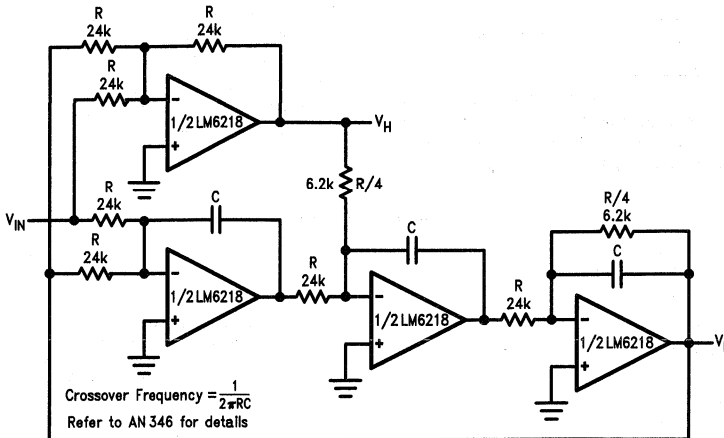 R
24k
R
24k
R
24k
−
+
1/2 LM6218
V_H
6.2k
R/4
V_IN
R
24k
R
24k
C
−
+
1/2 LM6218
R
24k
C
−
+
1/2 LM6218
R
24k
R/4
6.2k
C
−
+
1/2 LM6218
V
Crossover Frequency = 1/2πRC
Refer to AN 346 for details